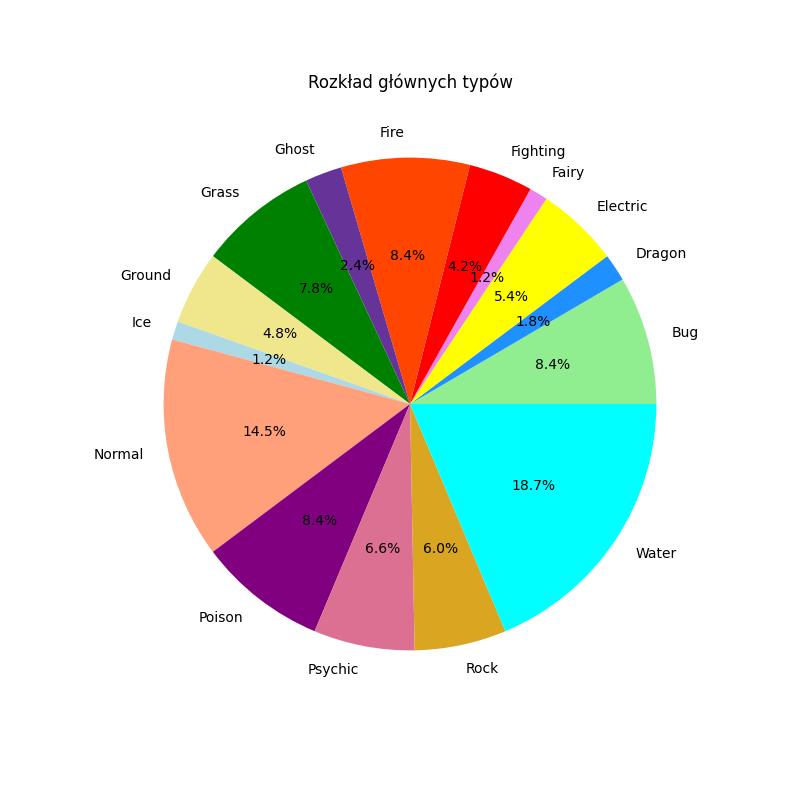 Rozkład głównych typów
Fire
Fighting
Ghost
Fairy
Grass
Electric
Dragon
8.4%
4.2%
2.4%
Ground
1.2%
7.8%
5.4%
Ice
1.8%
4.8%
Bug
1.2%
8.4%
14.5%
Normal
18.7%
8.4%
6.6%
6.0%
Water
Poison
Psychic
Rock